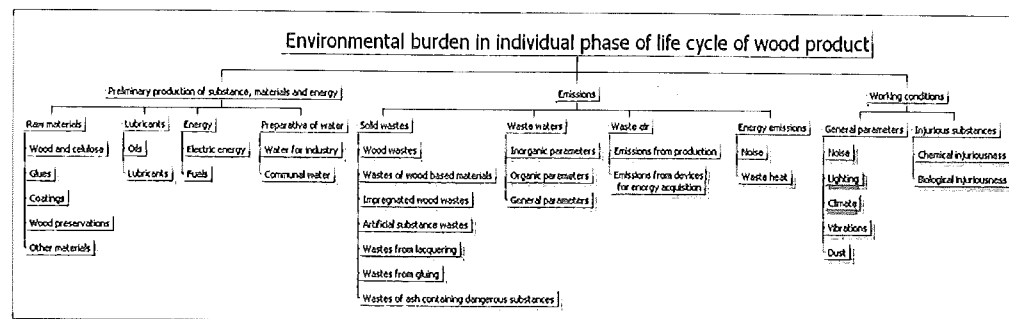 Environmental burden in individual phase of life cycle of wood product
Preliminary production of substance, materials and energy
Emissions
Working conditions
Raw materials
Lubricants
Energy
Preparative of water
Solid wastes
Waste waters
Waste air
Energy emissions
General parameters
Injurious substances
Wood and celulose
Oils
Electric energy
Water for industry
Wood wastes
Inorganic parameters
Emissions from production
Noise
Noise
Chemical injuriousness
Glues
Lubricants
Fuels
Communal water
Wastes of wood based materials
Organic parameters
Emissions from devices
for energy acquisition
Waste heat
Lighting
Biological injuriousness
Coatings
Impregnated wood wastes
General parameters
Climate
Wood preservations
Artificial substance wastes
Vibrations
Other materials
Wastes from lacquering
Dust
Wastes from gluing
Wastes of ash containing dangerous substances